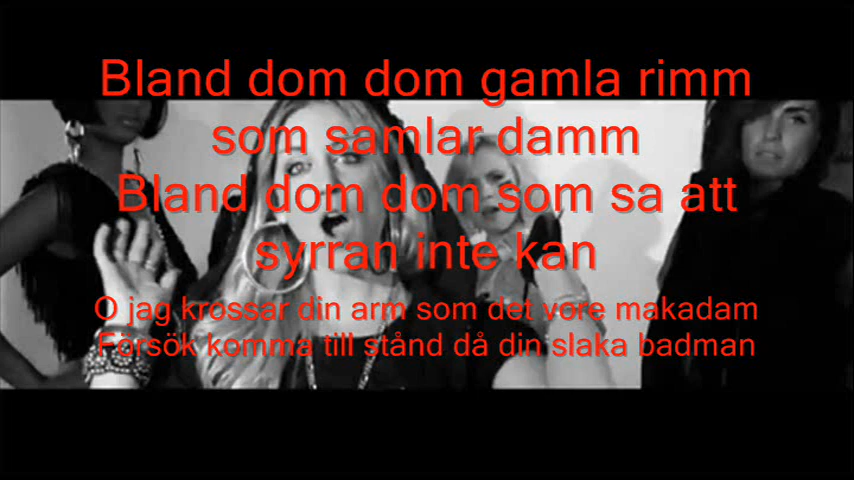 Bland dom dom gamla rimm
som samlar damm
Bland dom dom som sa att
syrran inte kan
O jag krossar din arm som det vore makadam
Försök komma till stånd då din slaka badman